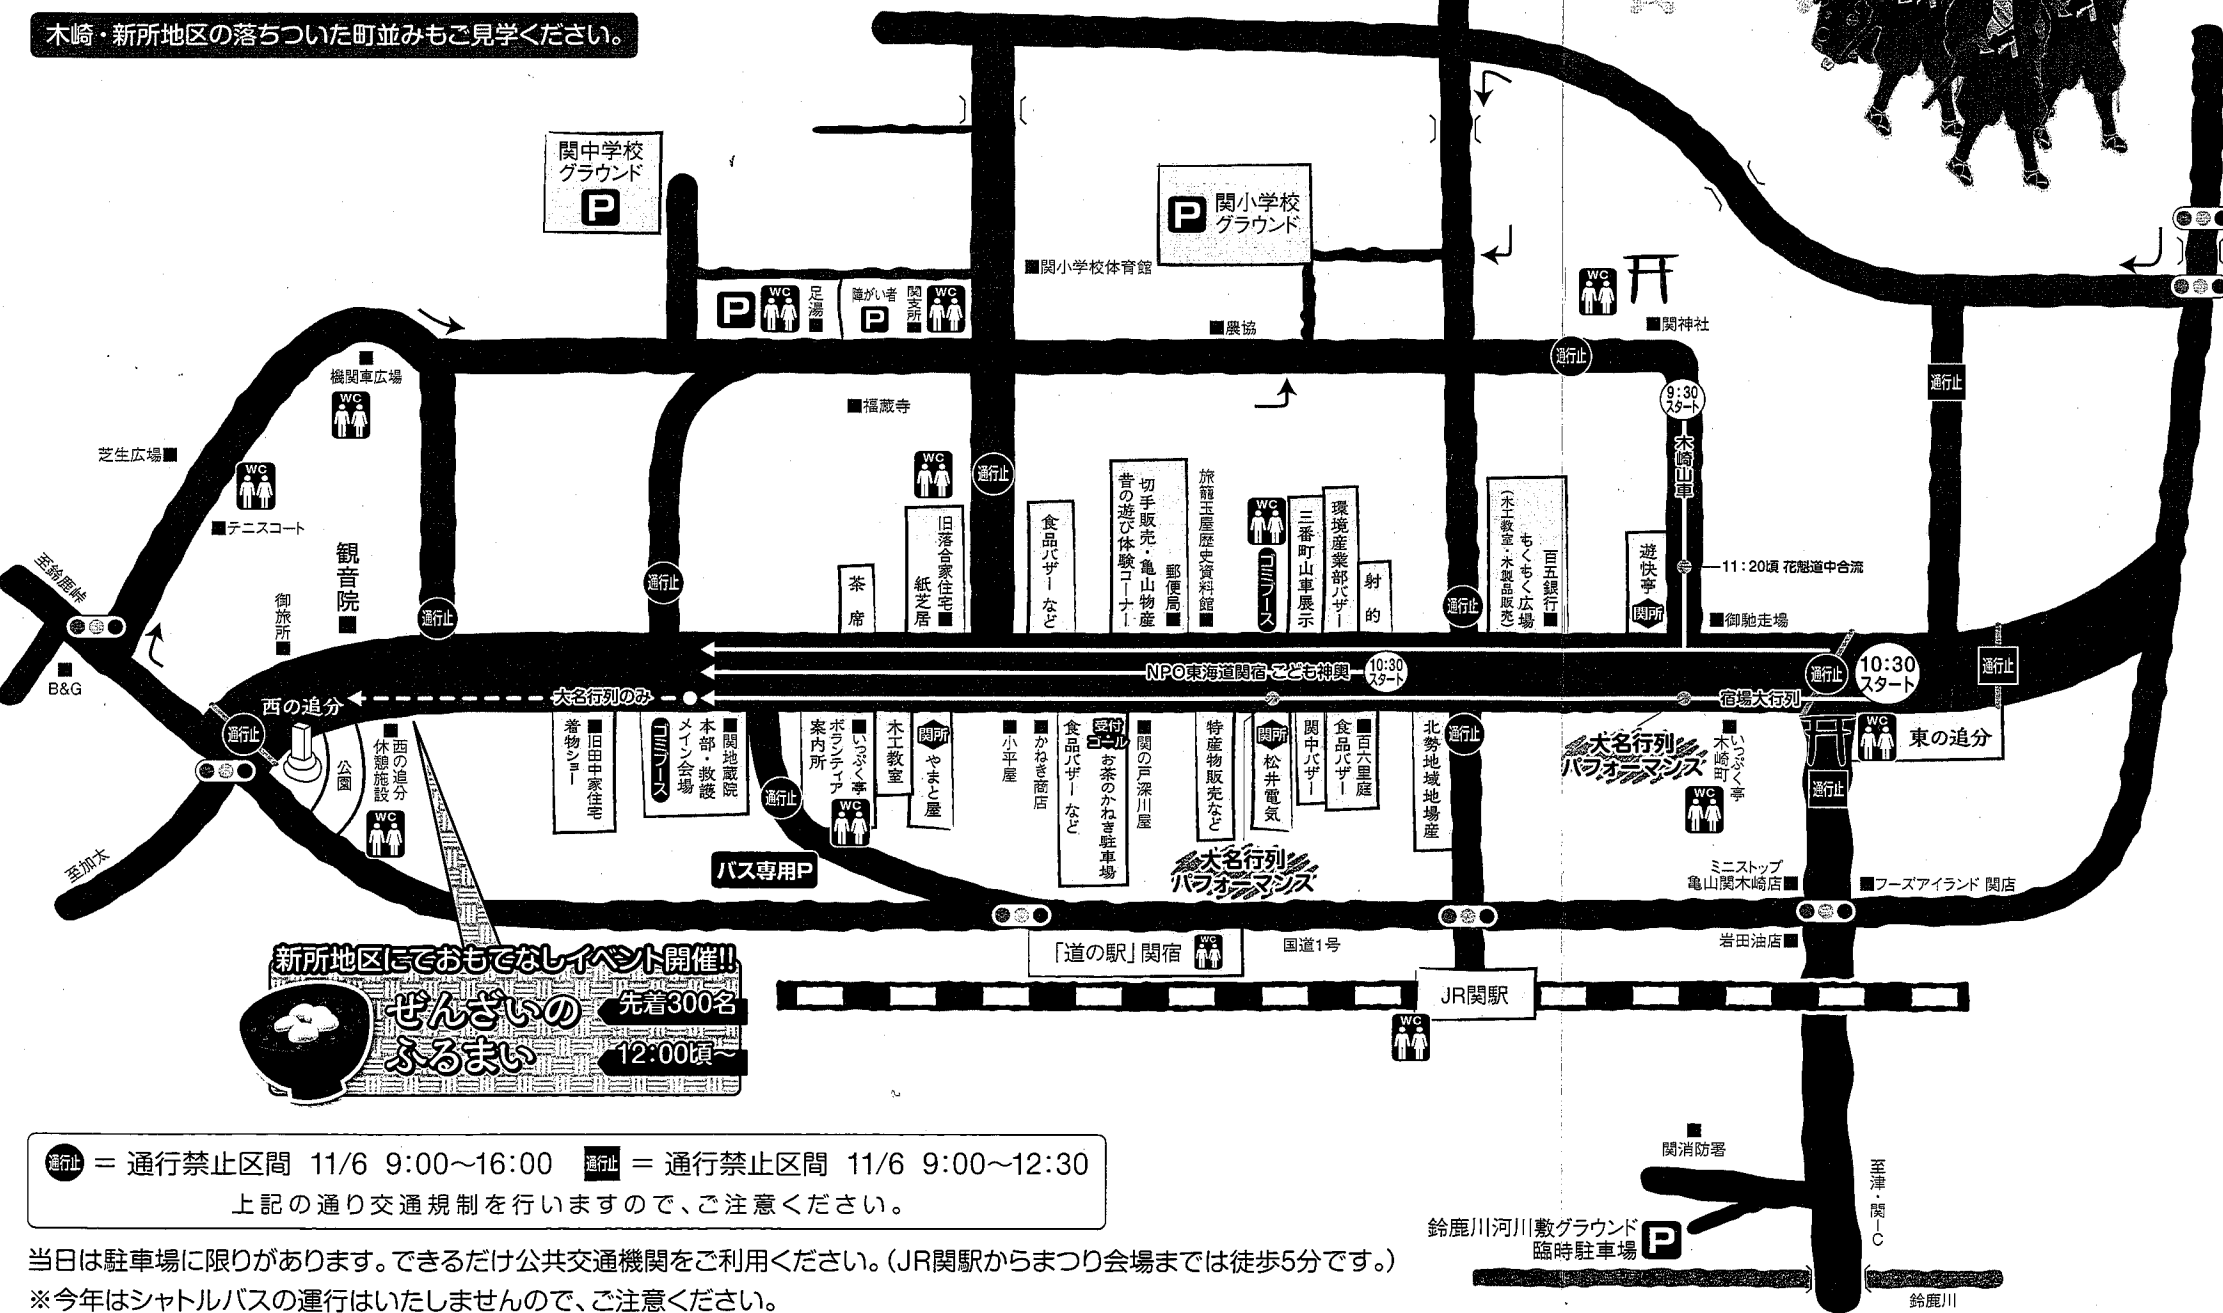 木崎・新所地区の落ちついた町並みもご見学ください。
関中学校
グラウンド
P
P 関小学校
グラウンド
■関小学校体育館
P
WC
足湯■
障がい者
P
関支所■
WC
■農協
WC
■関神社
通行止
9:30
スタート
木崎山車
通行止
機関車広場
WC
■福蔵寺
芝生広場■
WC
■テニスコート
観音院■
御旅所■
至鈴鹿峠
B&G
通行止
通行止
茶席
WC
旧落合家住宅■
紙芝居
通行止
食品バザー など
郵便局■
切手販売・亀山物産
昔の遊び体験コーナー
旅籠玉屋歴史資料館■
WC
ゴミブース
三番町山車展示
環境産業部バザー
射的
通行止
百五銀行■
もくもく広場
(木工教室・木製品販売)
遊快亭
関所
11:20頃 花魁道中合流
■御馳走場
NPO東海道関宿 こども神輿
10:30
スタート
大名行列のみ
宿場大行列
通行止
10:30
スタート
通行止
西の追分
通行止
公園
■西の追分
休憩施設
WC
■旧田中家住宅
着物ショー
■関地蔵院
本部・救護
メイン会場
ゴミブース
通行止
■いっぷく亭
ボランティア
案内所
WC
木工教室
関所
やまと屋
■小平屋
■かねき商店
受付
ゴール
お茶のかねき駐車場
食品バザー など
■関の戸深川屋
特産物販売など
関所
松井電気
関中バザー
■百六里庭
食品バザー
北勢地域地場産
通行止
大名行列
パフォーマンス
大名行列
パフォーマンス
■いっぷく亭
木崎町
WC
WC
東の追分
通行止
至加太
バス専用P
ミニストップ
亀山関木崎店■
■フーズアイランド 関店
「道の駅」関宿
WC
国道1号
岩田油店■
JR関駅
WC
新所地区にておもてなしイベント開催!!
ぜんざいの
ふるまい
先着300名
12:00頃〜
通行止 = 通行禁止区間 11/6 9:00〜16:00 通行止 = 通行禁止区間 11/6 9:00〜12:30
上記の通り交通規制を行いますので、ご注意ください。
関消防署
至津・関IC
鈴鹿川河川敷グラウンド
臨時駐車場
P
鈴鹿川
当日は駐車場に限りがあります。できるだけ公共交通機関をご利用ください。(JR関駅からまつり会場までは徒歩5分です。)
※今年はシャトルバスの運行はいたしませんので、ご注意ください。